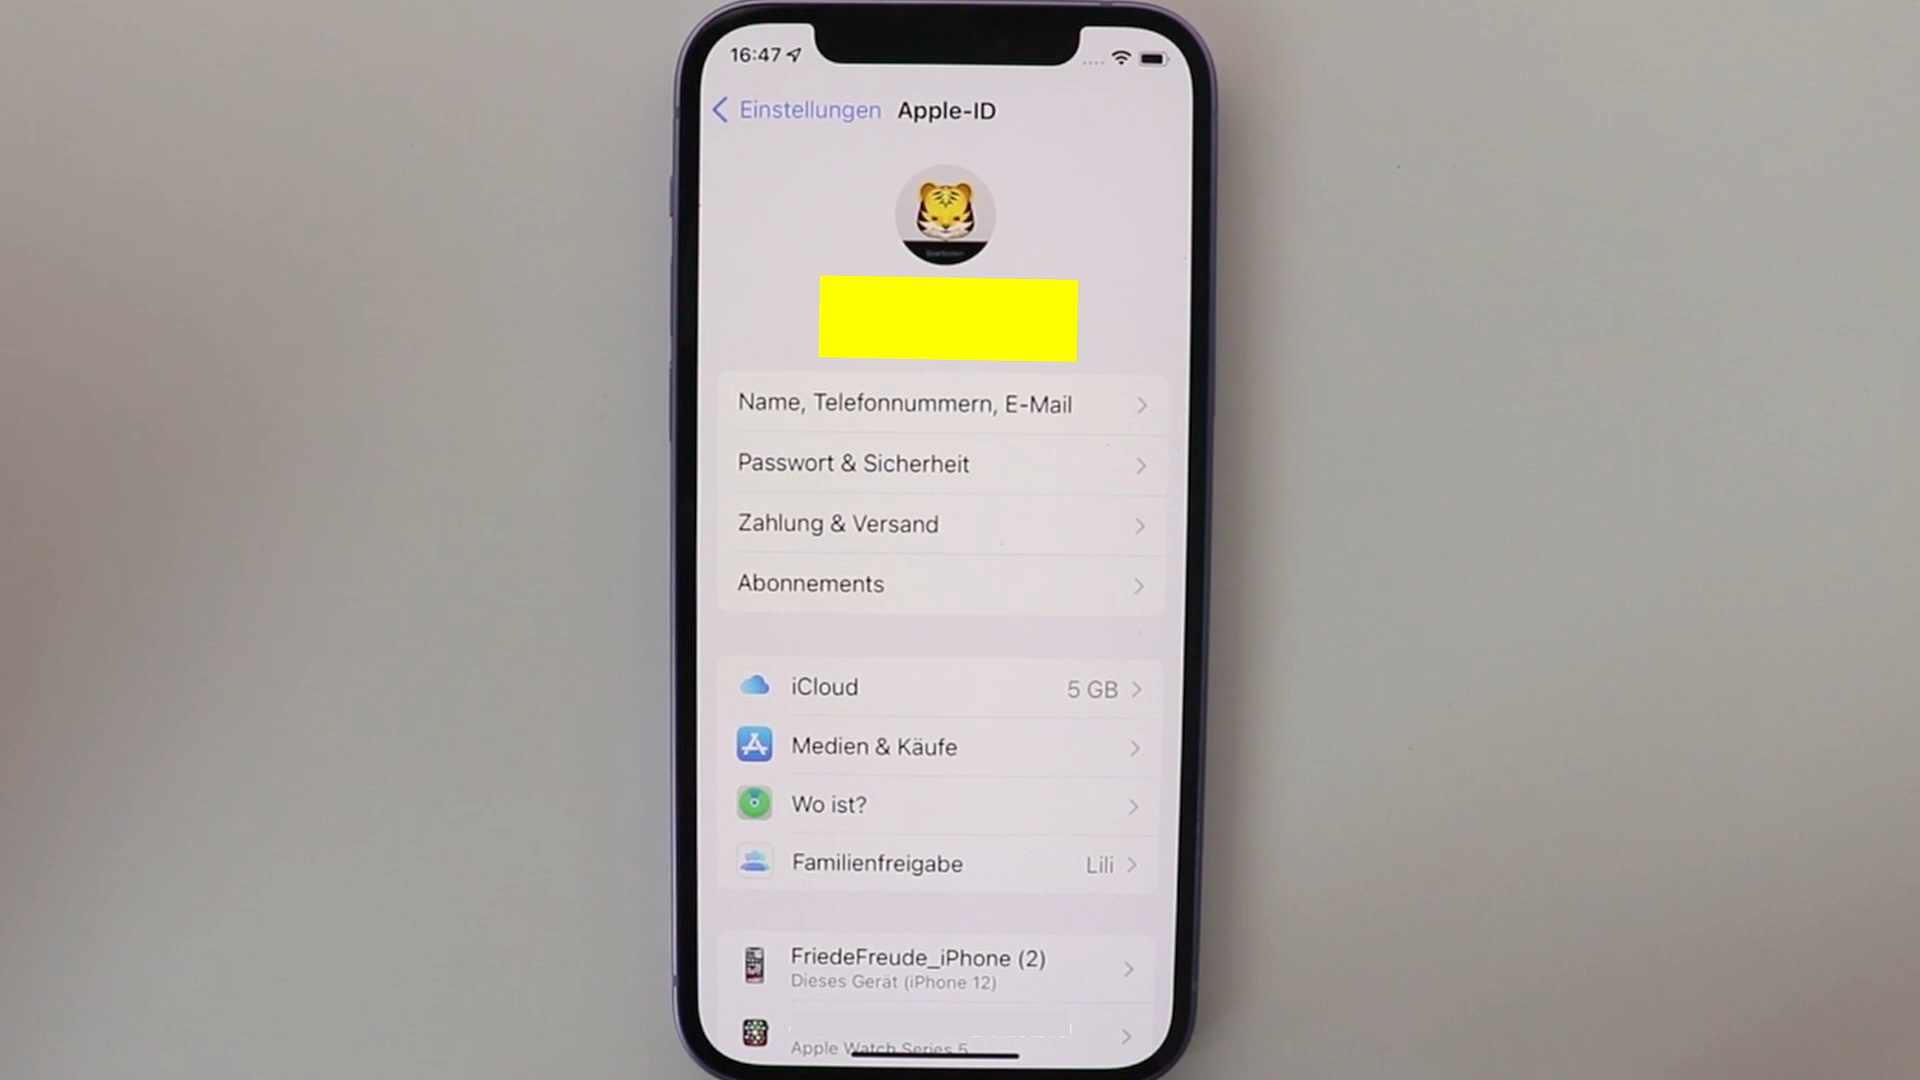 16:47
Einstellungen Apple-ID
Name, Telefonnummern, E-Mail
Passwort & Sicherheit
Zahlung & Versand
Abonnements
iCloud 5 GB
Medien & Käufe
Wo ist?
Familienfreigabe Lili
FriedeFreude_iPhone (2)
Dieses Gerät (iPhone 12)
Apple Watch Series 5